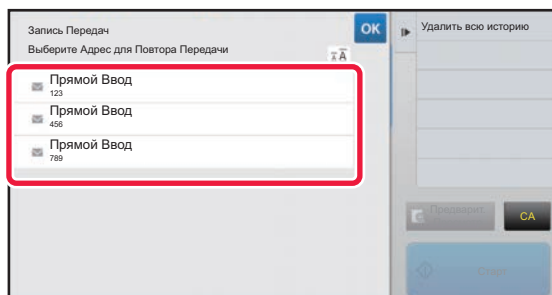 Запись Передач
OK
Выберите Адрес для Повтора Передачи
Прямой Ввод
123
Прямой Ввод
456
Прямой Ввод
789
Удалить всю историю
Предварит.
CA
Старт